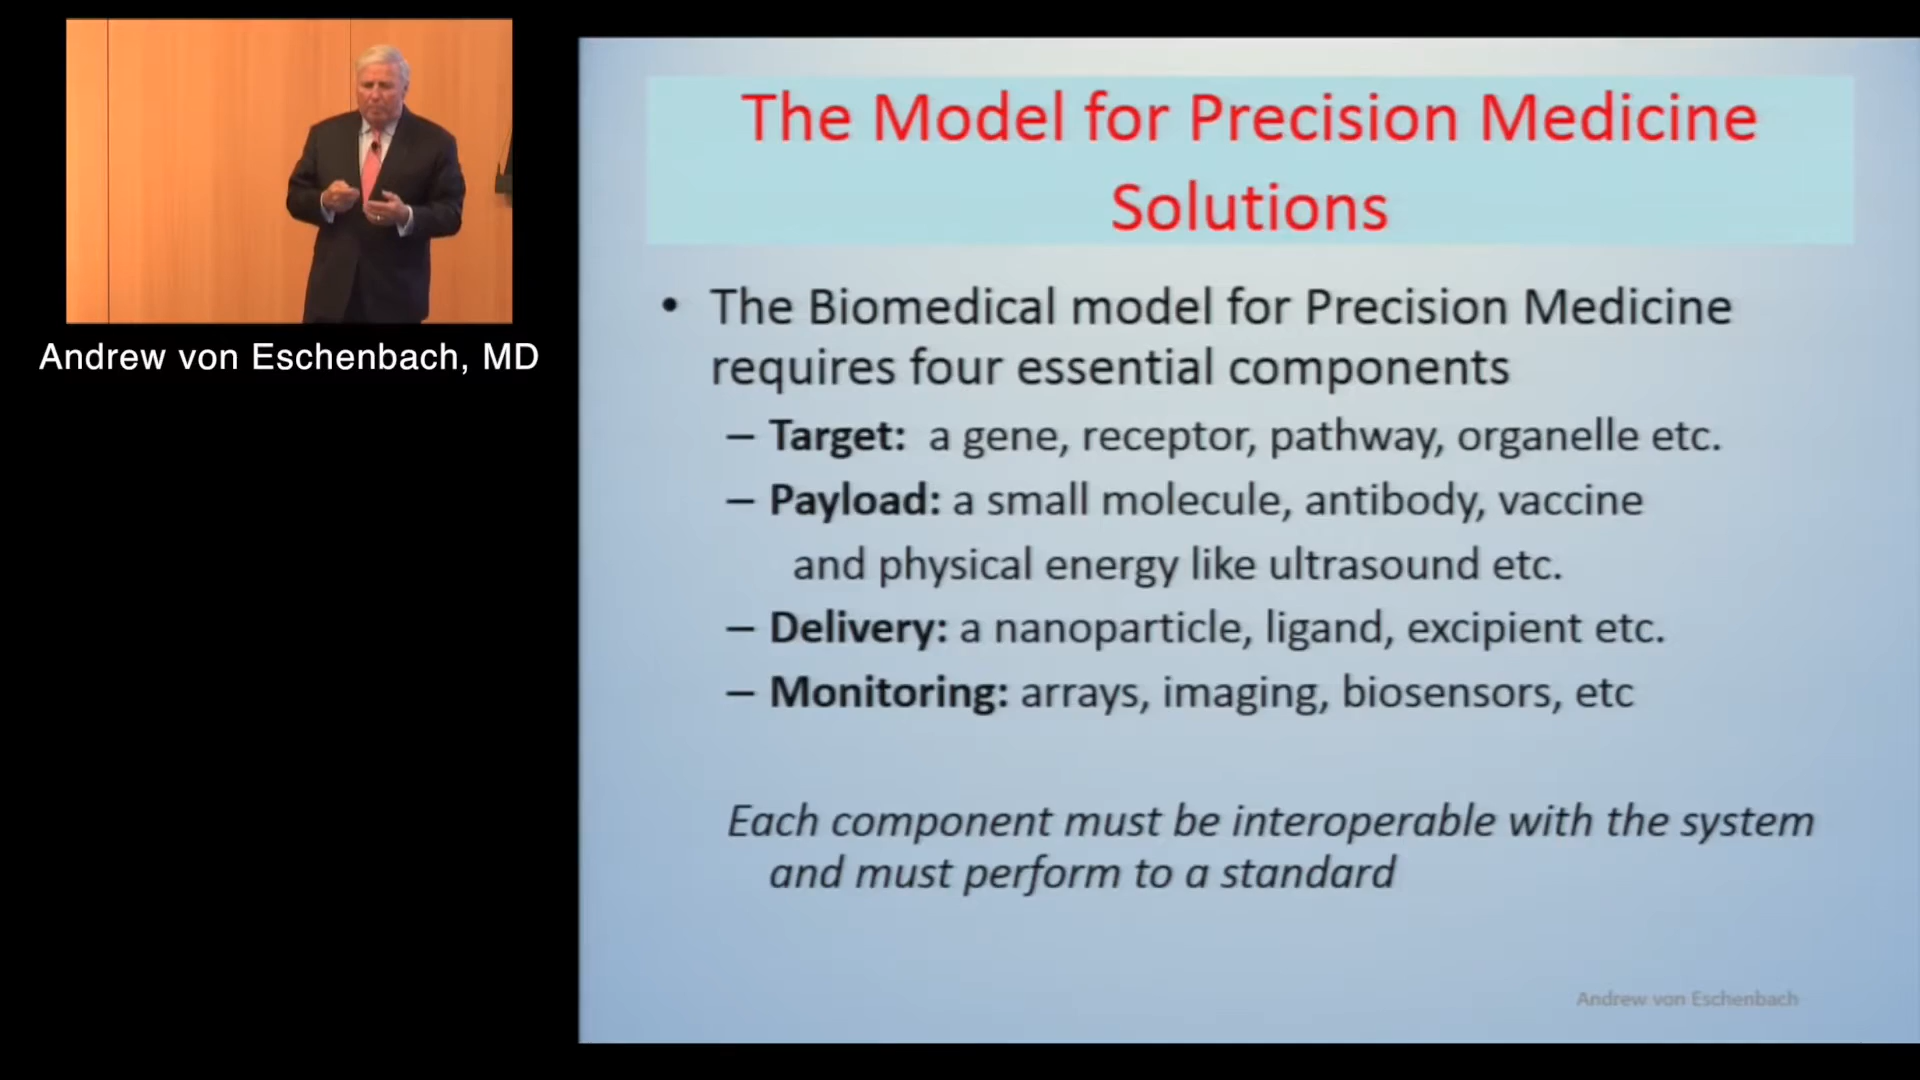 Andrew von Eschenbach, MD
The Model for Precision Medicine
Solutions
• The Biomedical model for Precision Medicine
requires four essential components
– Target: a gene, receptor, pathway, organelle etc.
– Payload: a small molecule, antibody, vaccine
and physical energy like ultrasound etc.
– Delivery: a nanoparticle, ligand, excipient etc.
– Monitoring: arrays, imaging, biosensors, etc
Each component must be interoperable with the system
and must perform to a standard
Andrew von Eschenbach